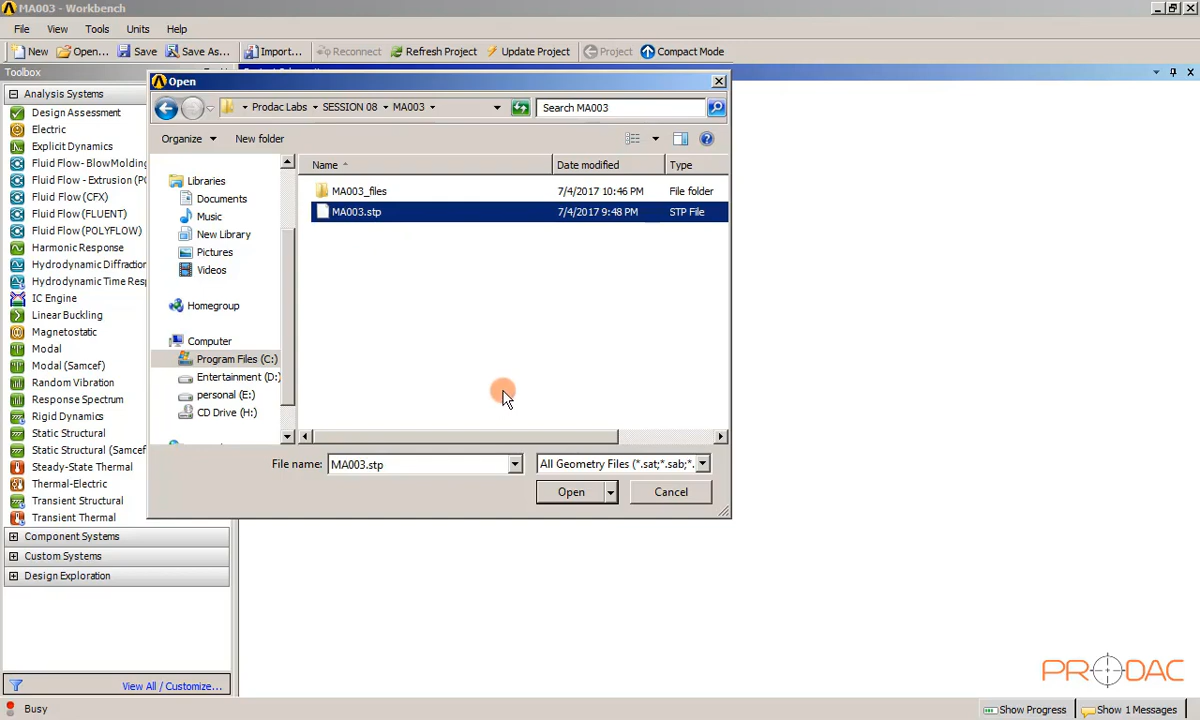 MA003 - Workbench
File View Tools Units Help
New Open... Save Save As... Import... Reconnect Refresh Project Update Project Project Compact Mode
Toolbox
Analysis Systems
Design Assessment
Electric
Explicit Dynamics
Fluid Flow- BlowMolding
Fluid Flow - Extrusion (PO
Fluid Flow (CFX)
Fluid Flow (FLUENT)
Fluid Flow (POLYFLOW)
Harmonic Response
Hydrodynamic Diffraction
Hydrodynamic Time Resp
IC Engine
Linear Buckling
Magnetostatic
Modal
Modal (Samcef)
Random Vibration
Response Spectrum
Rigid Dynamics
Static Structural
Static Structural (Samcef)
Steady-State Thermal
Thermal-Electric
Transient Structural
Transient Thermal
Component Systems
Custom Systems
Design Exploration
View All / Customize...
Open
Prodac Labs SESSION 08 MA003
Search MA003
Organize New folder
Libraries
Documents
Music
New Library
Pictures
Videos
Homegroup
Computer
Program Files (C:)
Entertainment (D:)
personal (E:)
CD Drive (H:)
Name Date modified Type
MA003_files 7/4/2017 10:46 PM File folder
MA003.stp 7/4/2017 9:48 PM STP File
File name: MA003.stp All Geometry Files (*.sat;*.sab;*.
Open Cancel
PRODAC
Busy Show Progress Show 1 Messages